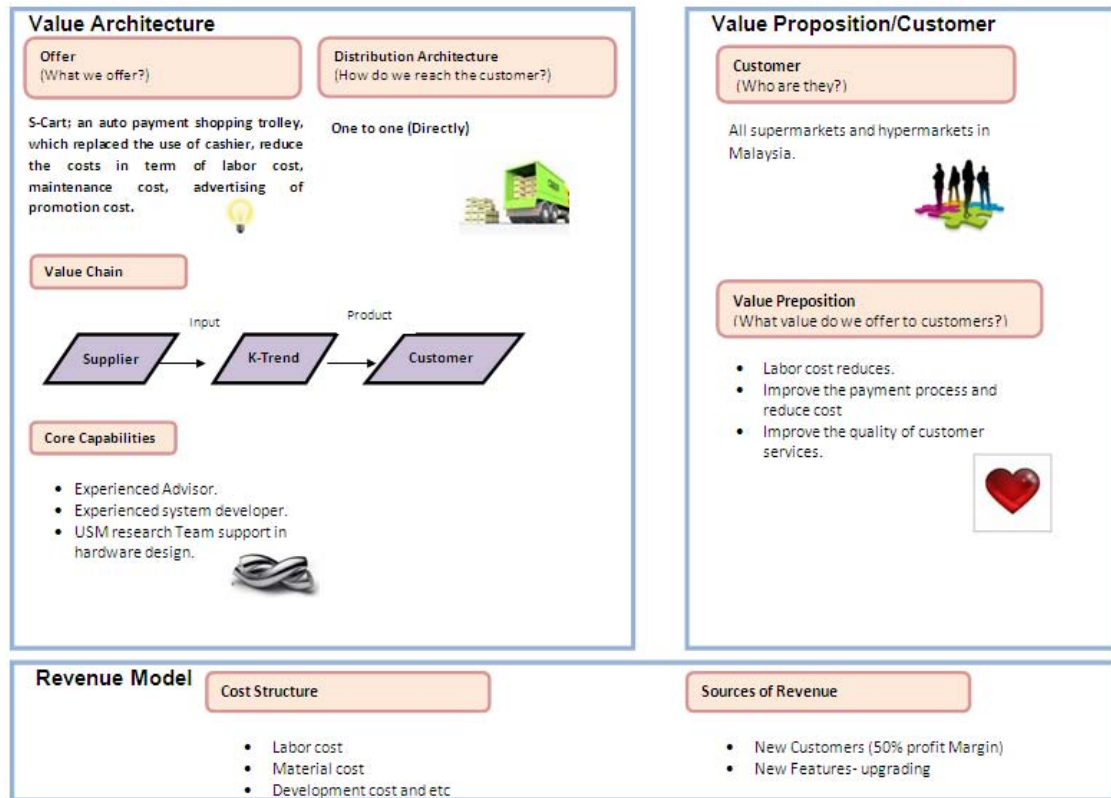 Value Architecture
Offer
(What we offer?)
Distribution Architecture
(How do we reach the customer?)
S-Cart; an auto payment shopping trolley,
which replaced the use of cashier, reduce
the costs in term of labor cost,
maintenance cost, advertising of
promotion cost.
One to one (Directly)
Value Chain
Input
Product
Supplier
K-Trend
Customer
Core Capabilities
• Experienced Advisor.
• Experienced system developer.
• USM research Team support in
hardware design.
Value Proposition/Customer
Customer
(Who are they?)
All supermarkets and hypermarkets in
Malaysia.
Value Preposition
(What value do we offer to customers?)
• Labor cost reduces.
• Improve the payment process and
reduce cost
• Improve the quality of customer
services.
Revenue Model
Cost Structure
• Labor cost
• Material cost
• Development cost and etc
Sources of Revenue
• New Customers (50% profit Margin)
• New Features- upgrading